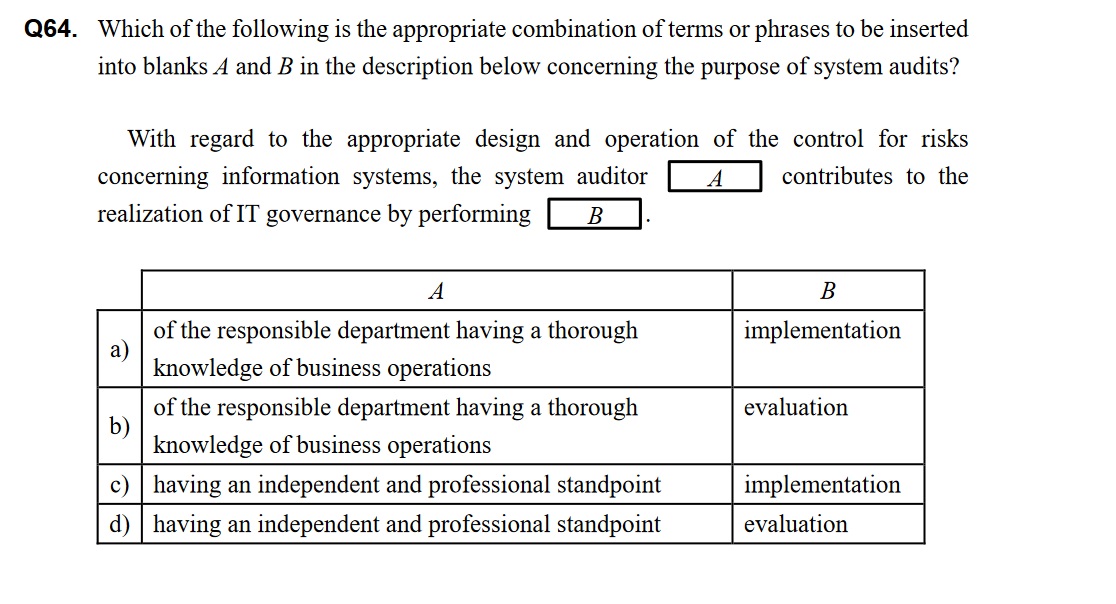 Q64. Which of the following is the appropriate combination of terms or phrases to be inserted
into blanks A and B in the description below concerning the purpose of system audits?
With regard to the appropriate design and operation of the control for risks
concerning information systems, the system auditor A contributes to the
realization of IT governance by performing B .
A B
a) of the responsible department having a thorough implementation
knowledge of business operations
b) of the responsible department having a thorough evaluation
knowledge of business operations
c) having an independent and professional standpoint implementation
d) having an independent and professional standpoint evaluation